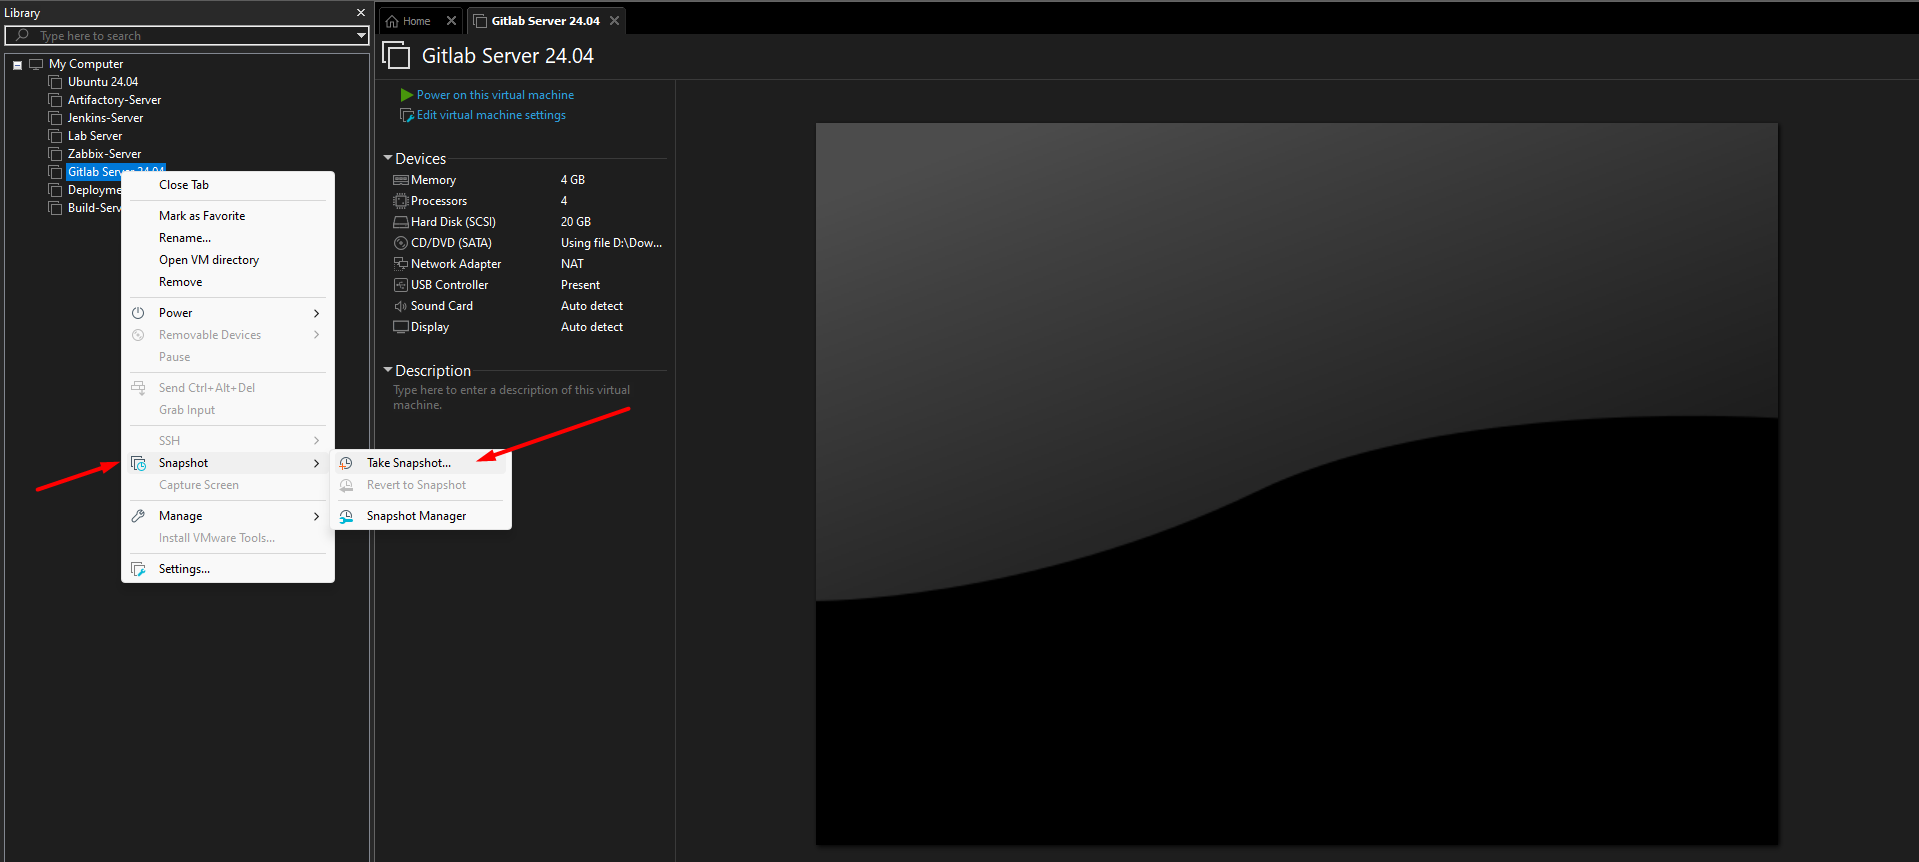 Library
Type here to search
My Computer
Ubuntu 24.04
Artifactory-Server
Jenkins-Server
Lab Server
Zabbix-Server
Gitlab Server 24.04
Deployme
Build-Serv
Close Tab
Mark as Favorite
Rename...
Open VM directory
Remove
Power
Removable Devices
Pause
Send Ctrl+Alt+Del
Grab Input
SSH
Snapshot
Capture Screen
Manage
Install VMware Tools...
Settings...
Take Snapshot...
Revert to Snapshot
Snapshot Manager
Home
Gitlab Server 24.04
Gitlab Server 24.04
Power on this virtual machine
Edit virtual machine settings
Devices
Memory 4 GB
Processors 4
Hard Disk (SCSI) 20 GB
CD/DVD (SATA) Using file D:\Dow...
Network Adapter NAT
USB Controller Present
Sound Card Auto detect
Display Auto detect
Description
Type here to enter a description of this virtual
machine.